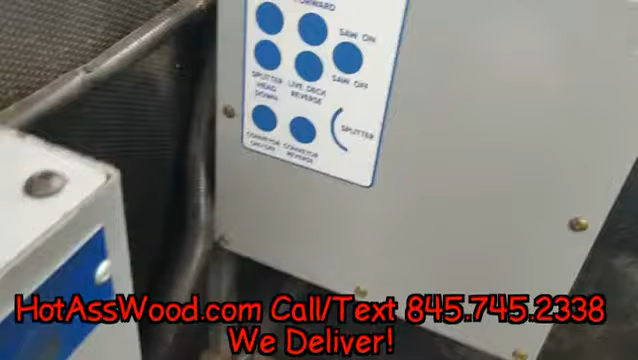 FORWARD
SAW ON
SAW OFF
SPLITTER
HEAD
DOWN
LIVE DECK
REVERSE
SPLITTER
CONVEYOR
ON/OFF
CONVEYOR
REVERSE
HotAssWood.com Call/Text 845.745.2338
We Deliver!